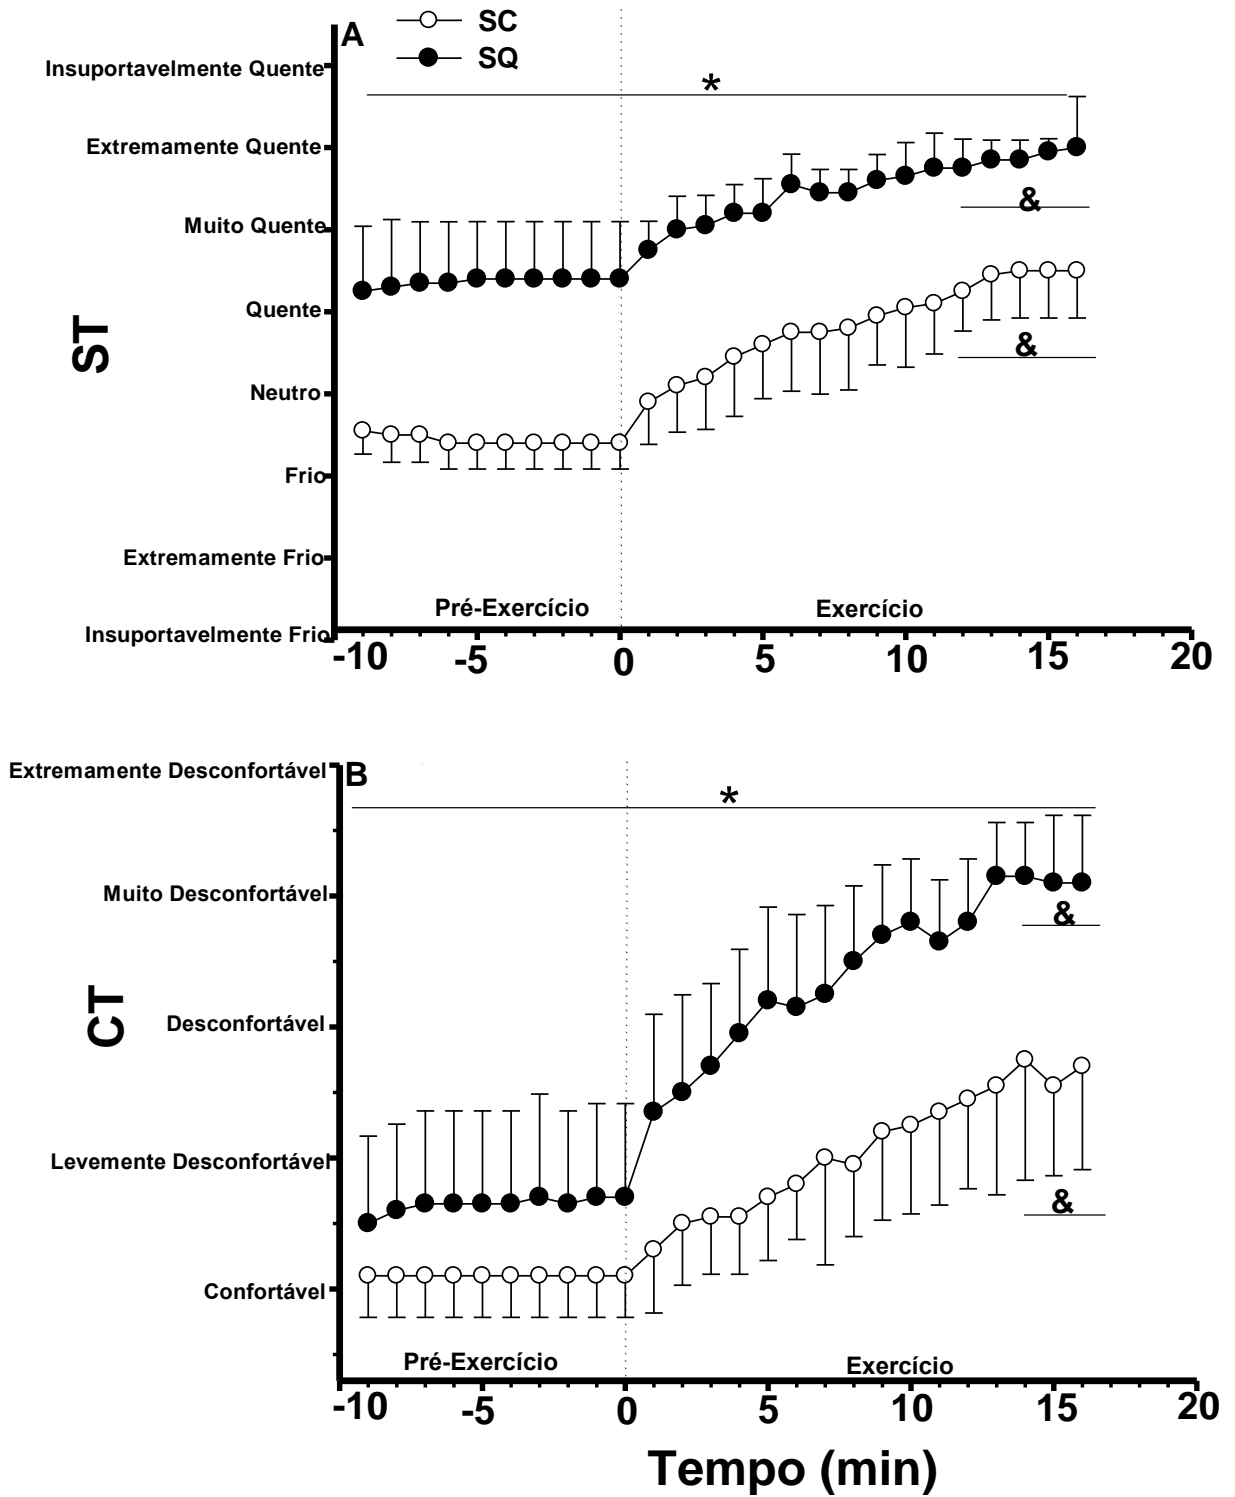 A
SC
SQ
Insuportavelmente Quente
*
Extremamente Quente
Muito Quente
&
Quente
ST
&
Neutro
Frio
Extremamente Frio
Pré-Exercício Exercício
Insuportavelmente Frio
-10 -5 0 5 10 15 20
Extremamente Desconfortável
B
*
Muito Desconfortável
&
CT
Desconfortável
Levemente Desconfortável
&
Confortável
Pré-Exercício Exercício
-10 -5 0 5 10 15 20
Tempo (min)